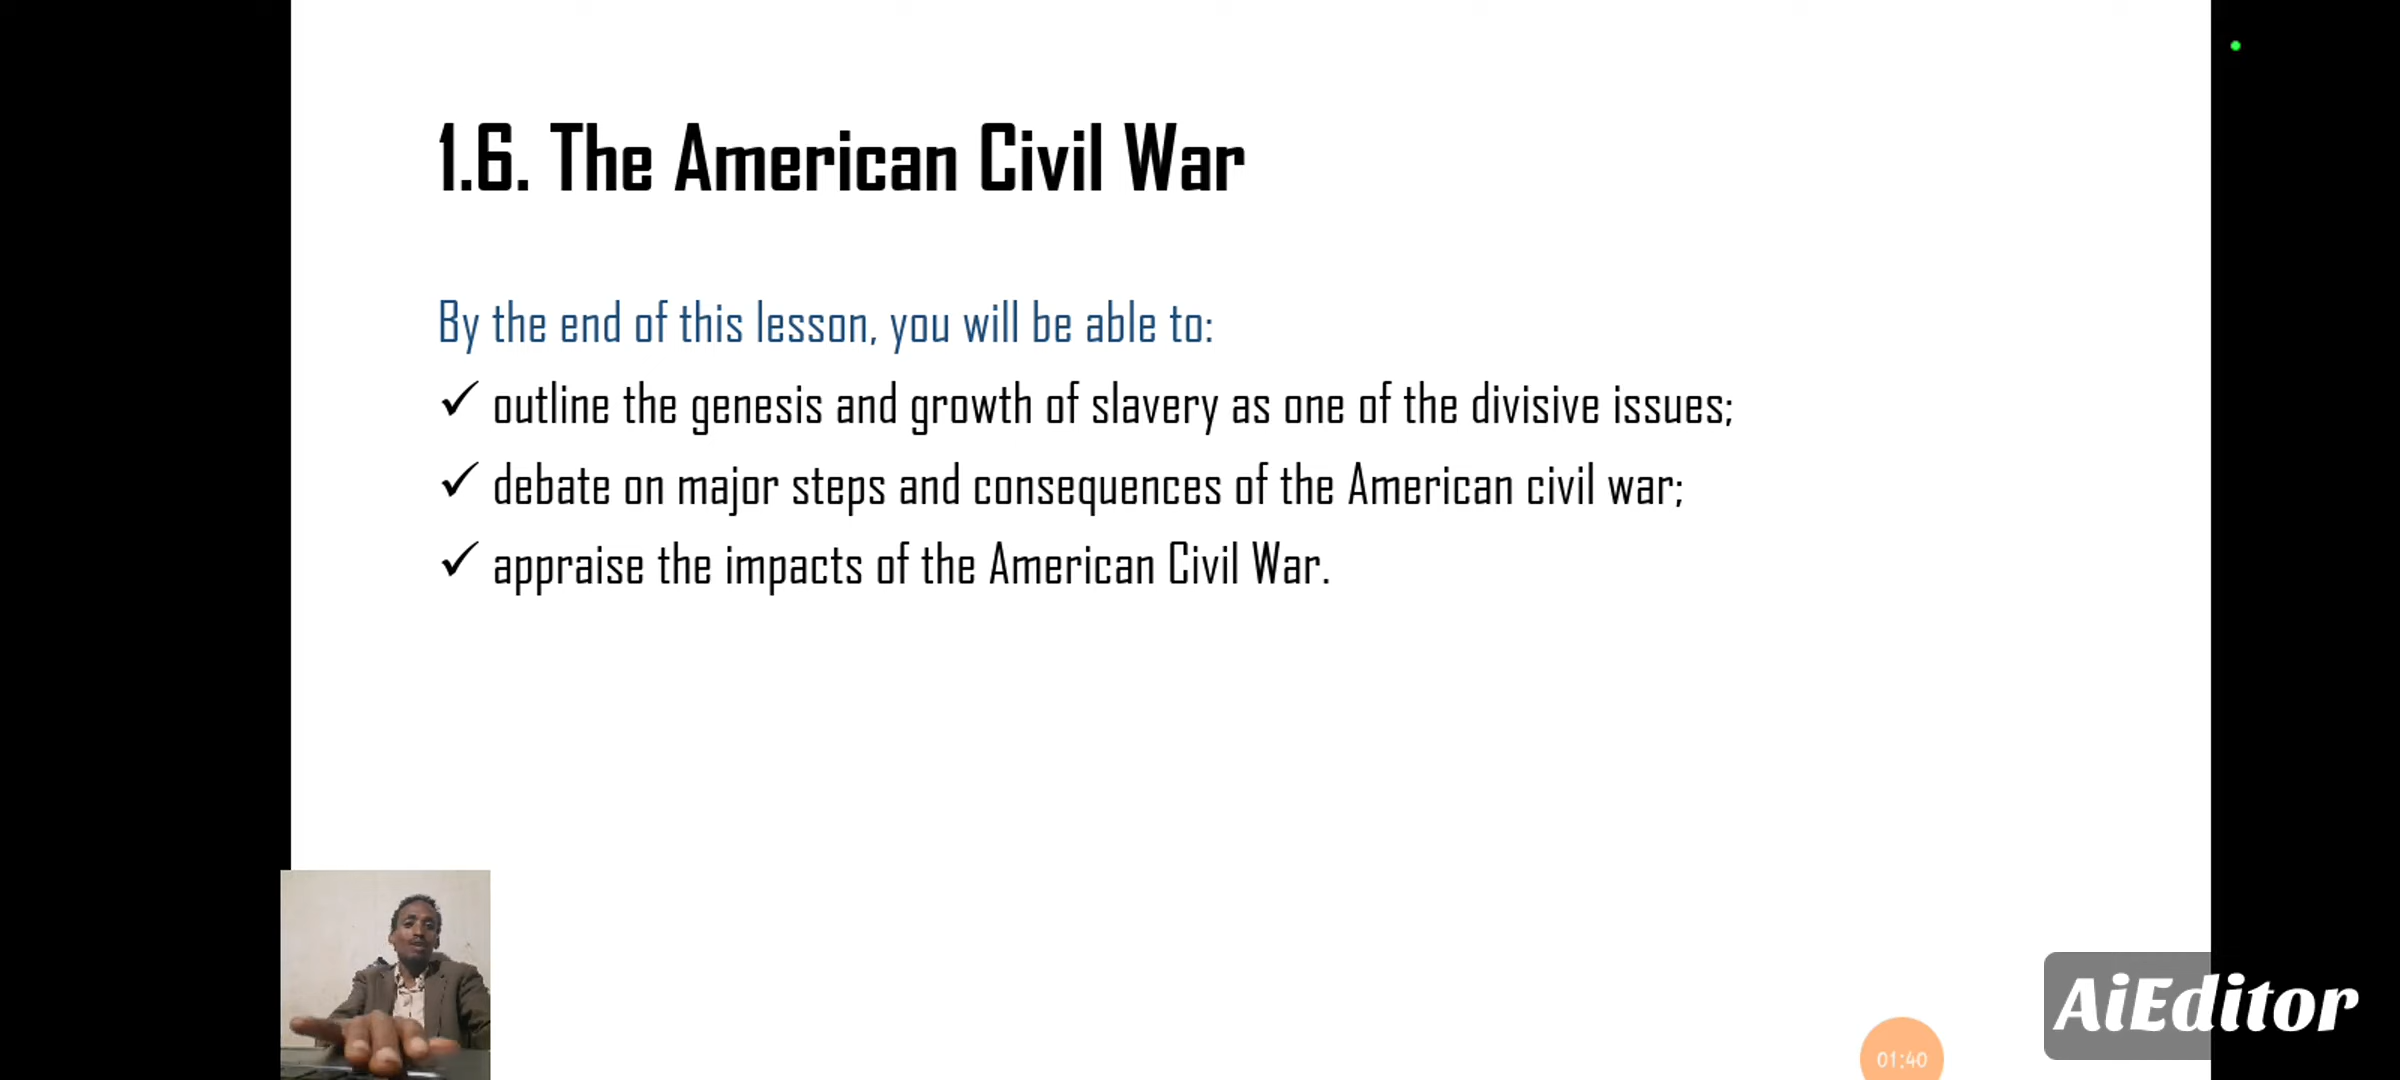 1.6. The American Civil War
By the end of this lesson, you will be able to:
✓ outline the genesis and growth of slavery as one of the divisive issues;
✓ debate on major steps and consequences of the American civil war;
✓ appraise the impacts of the American Civil War.
AiEditor
01:40